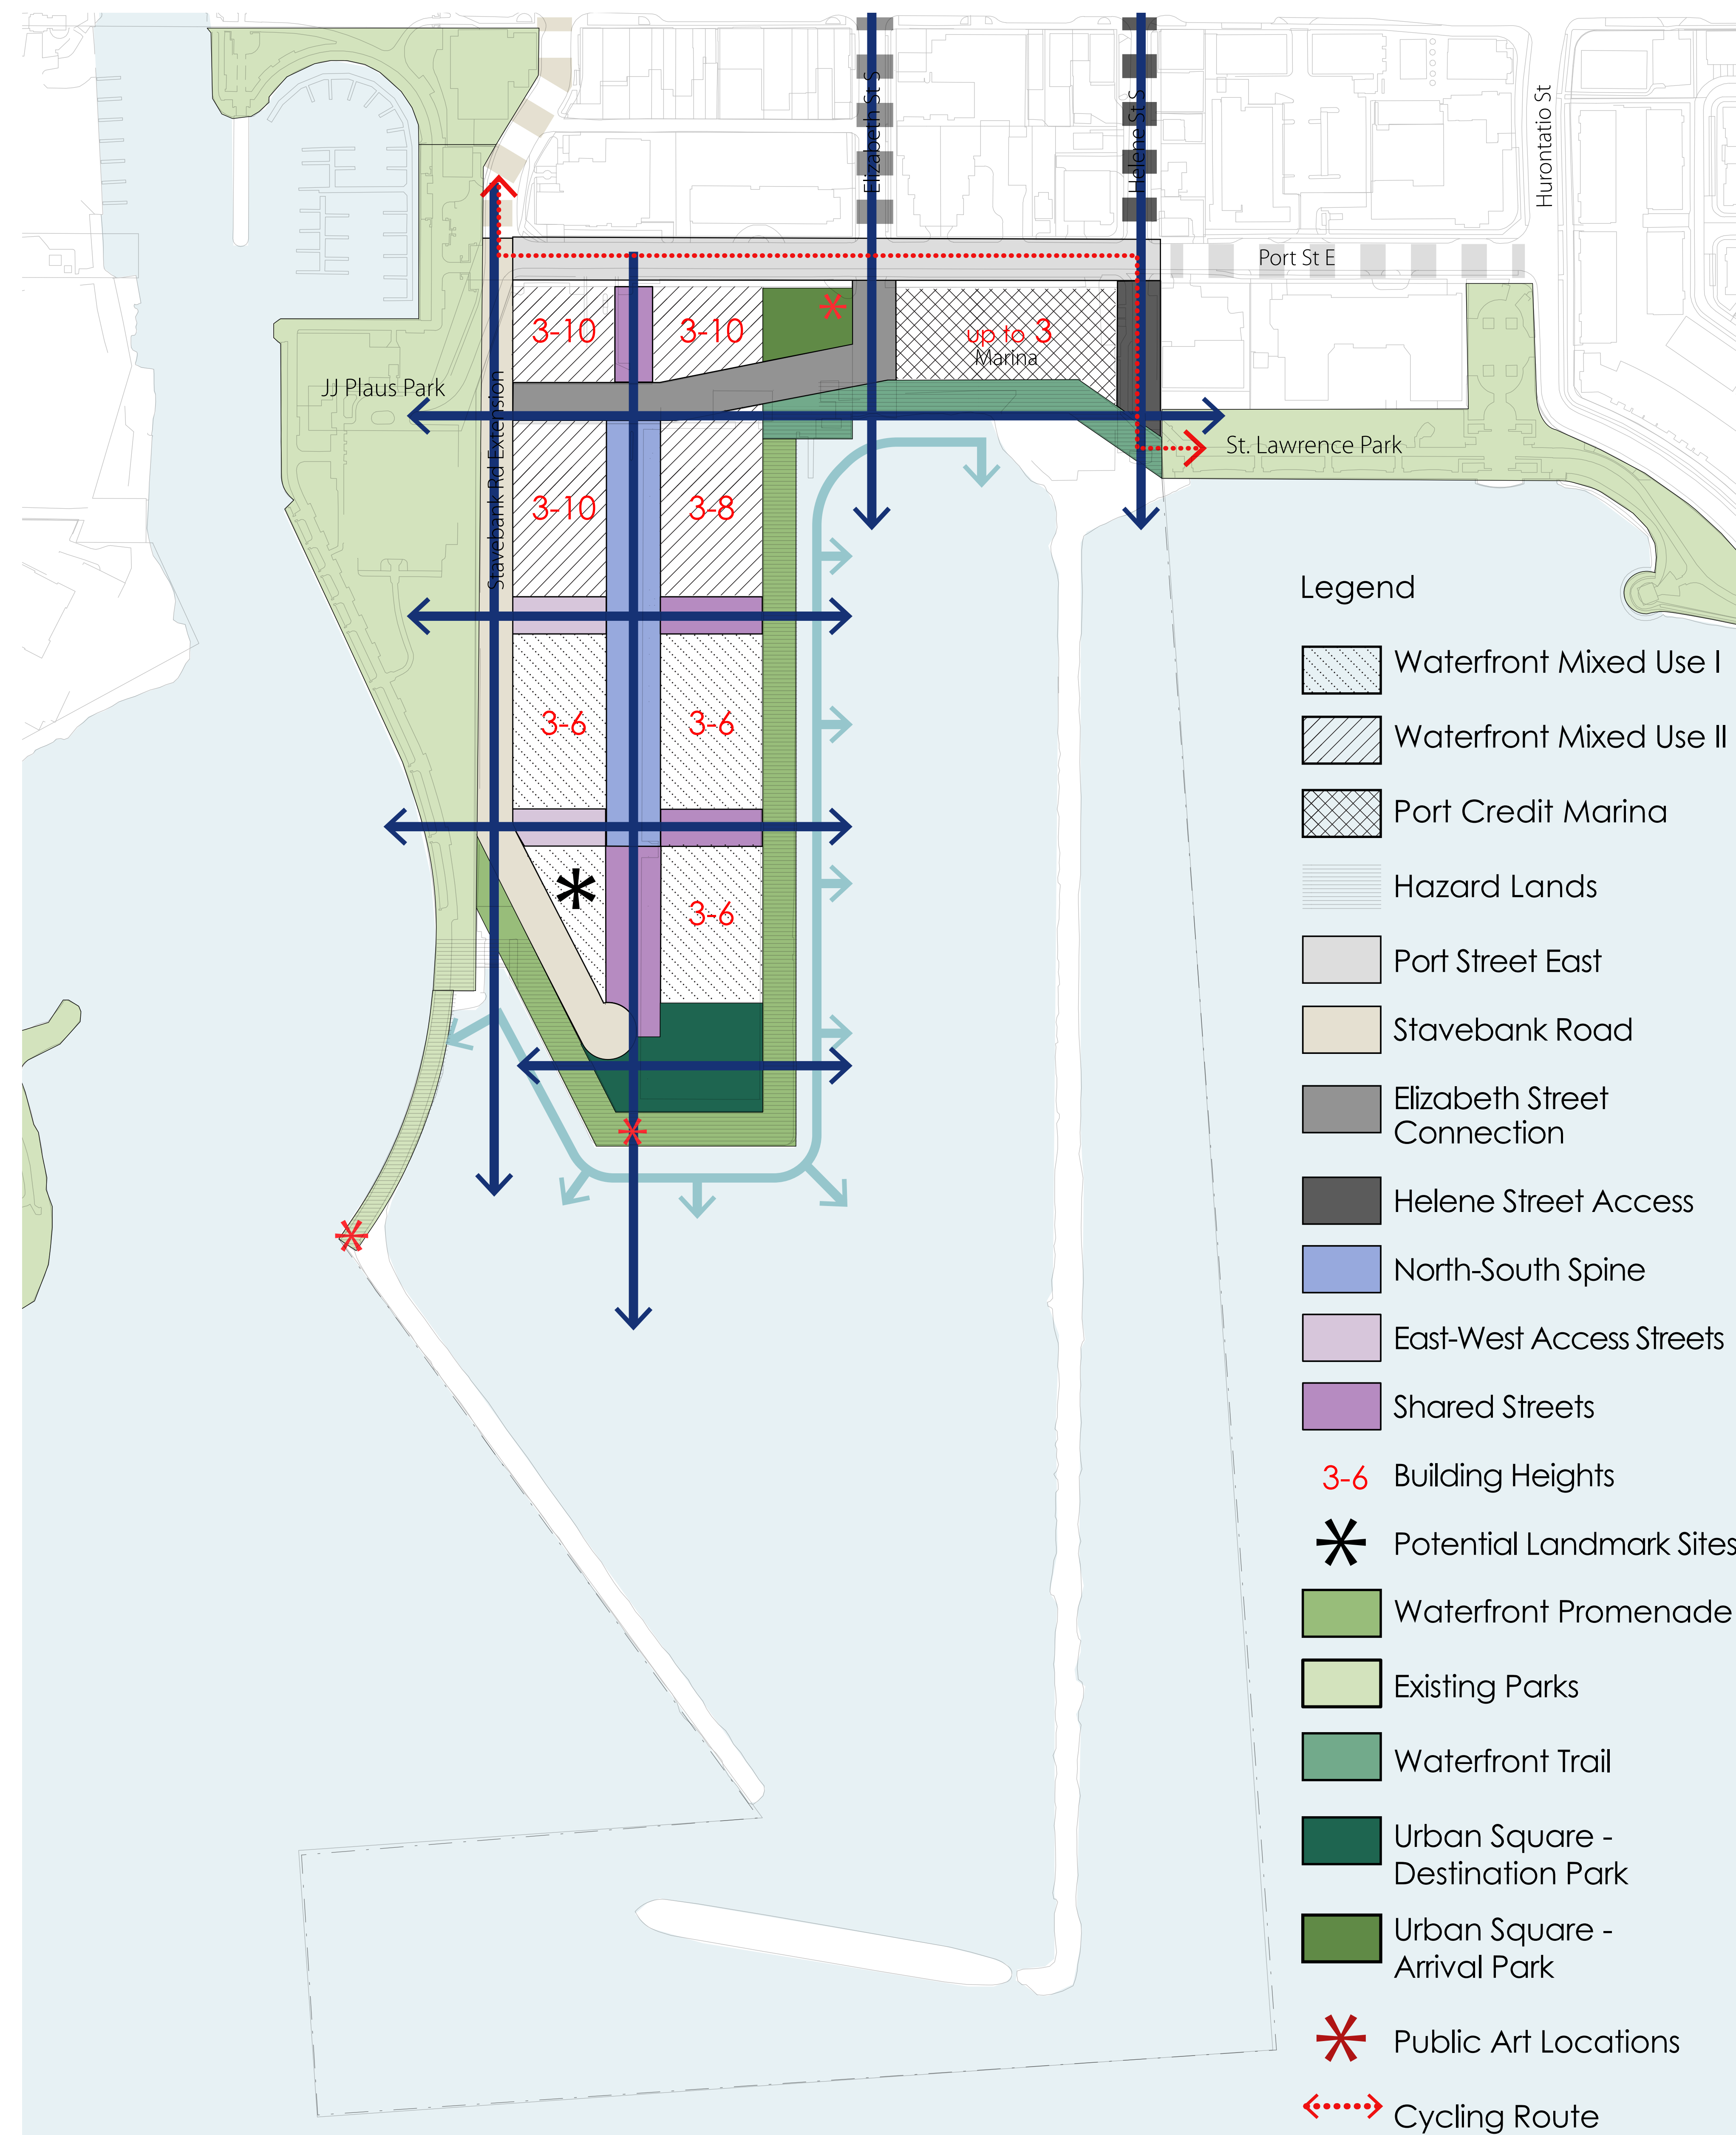 Elizabeth St S
Helene St S
Hurontatio St
Port St E
3-10
3-10
up to 3
Marina
JJ Plaus Park
Stavebank Rd Extension
St. Lawrence Park
3-10
3-8
3-6
3-6
3-6
Legend
Waterfront Mixed Use I
Waterfront Mixed Use II
Port Credit Marina
Hazard Lands
Port Street East
Stavebank Road
Elizabeth Street
Connection
Helene Street Access
North-South Spine
East-West Access Streets
Shared Streets
3-6 Building Heights
Potential Landmark Sites
Waterfront Promenade
Existing Parks
Waterfront Trail
Urban Square -
Destination Park
Urban Square -
Arrival Park
Public Art Locations
Cycling Route